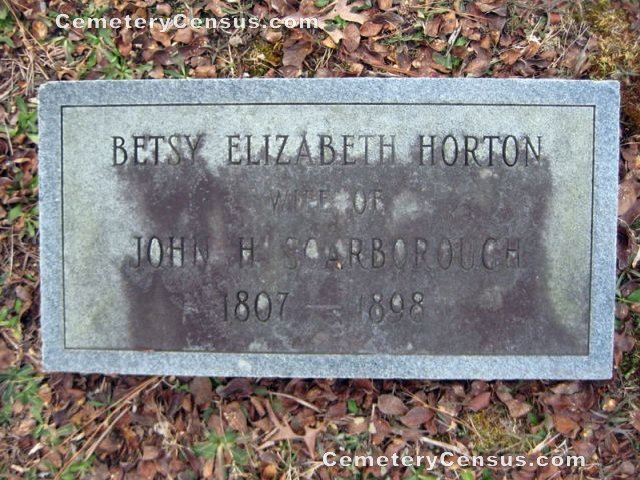 CemeteryCensus.com
BETSY ELIZABETH HORTON
WIFE OF
JOHN H SCARBOROUGH
1807 — 1898
CemeteryCensus.com